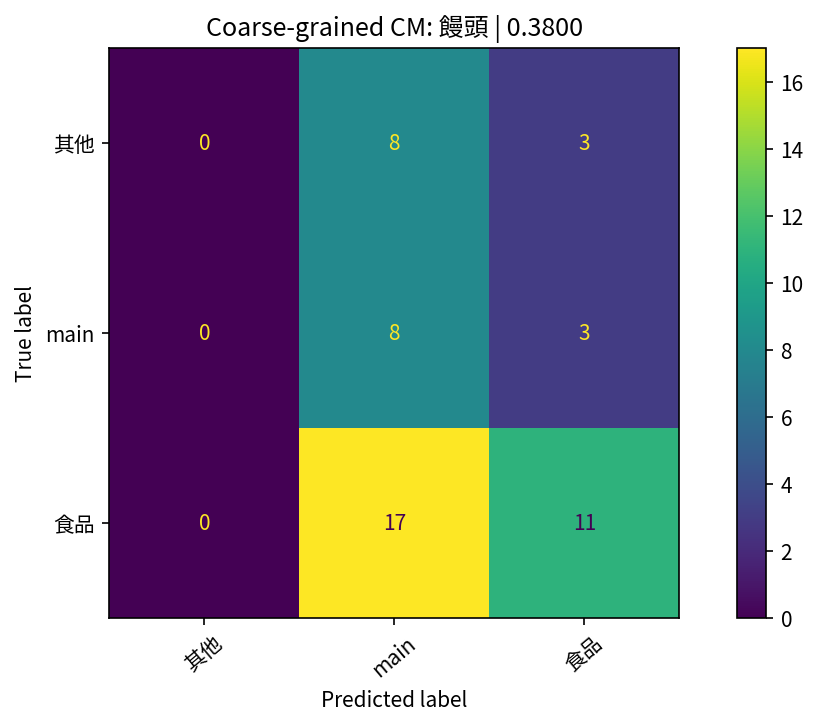 Coarse-grained CM: 饅頭 | 0.3800
True label
其他 0 8 3
main 0 8 3
食品 0 17 11
其他 main 食品
Predicted label
16
14
12
10
8
6
4
2
0